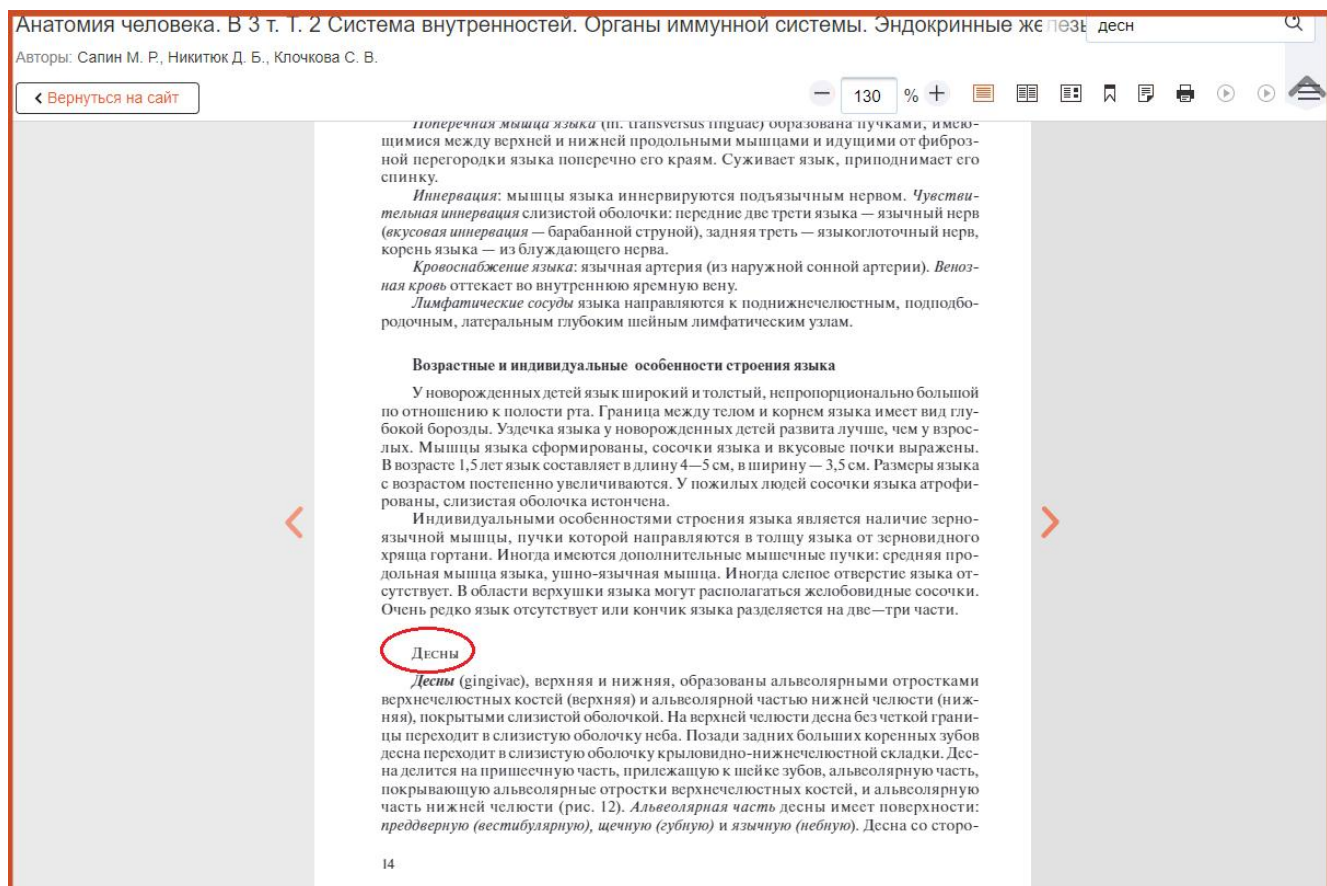 Анатомия человека. В 3 т. Т. 2 Система внутренностей. Органы иммунной системы. Эндокринные железы
десн
Авторы: Сапин М. Р., Никитюк Д. Б., Клочкова С. В.
Вернуться на сайт
130 %
Поперечная мышца языка (m. transversus linguae) образована пучками, имею-
щимися между верхней и нижней продольными мышцами и идущими от фиброз-
ной перегородки языка поперечно его краям. Суживает язык, приподнимает его
спинку.
Иннервация: мышцы языка иннервируются подъязычным нервом. Чувстви-
тельная иннервация слизистой оболочки: передние две трети языка — язычный нерв
(вкусовая иннервация — барабанной струной), задняя треть — языкоглоточный нерв,
корень языка — из блуждающего нерва.
Кровоснабжение языка: язычная артерия (из наружной сонной артерии). Веноз-
ная кровь оттекает во внутреннюю яремную вену.
Лимфатические сосуды языка направляются к поднижнечелюстным, подподбо-
родочным, латеральным глубоким шейным лимфатическим узлам.
Возрастные и индивидуальные особенности строения языка
У новорожденных детей язык широкий и толстый, непропорционально большой
по отношению к полости рта. Граница между телом и корнем языка имеет вид глу-
бокой борозды. Уздечка языка у новорожденных детей развита лучше, чем у взрос-
лых. Мышцы языка сформированы, сосочки языка и вкусовые почки выражены.
В возрасте 1,5 лет язык составляет в длину 4—5 см, в ширину — 3,5 см. Размеры языка
с возрастом постепенно увеличиваются. У пожилых людей сосочки языка атрофи-
рованы, слизистая оболочка истончена.
Индивидуальными особенностями строения языка является наличие зерно-
язычной мышцы, пучки которой направляются в толщу языка от зерновидного
хряща гортани. Иногда имеются дополнительные мышечные пучки: средняя про-
дольная мышца языка, ушно-язычная мышца. Иногда слепое отверстие языка от-
сутствует. В области верхушки языка могут располагаться желобовидные сосочки.
Очень редко язык отсутствует или кончик языка разделяется на две—три части.
Десны
Десны (gingivae), верхняя и нижняя, образованы альвеолярными отростками
верхнечелюстных костей (верхняя) и альвеолярной частью нижней челюсти (ниж-
няя), покрытыми слизистой оболочкой. На верхней челюсти десна без четкой грани-
цы переходит в слизистую оболочку неба. Позади задних больших коренных зубов
десна переходит в слизистую оболочку крыловидно-нижнечелюстной складки. Дес-
на делится на пришеечную часть, прилежащую к шейке зубов, альвеолярную часть,
покрывающую альвеолярные отростки верхнечелюстных костей, и альвеолярную
часть нижней челюсти (рис. 12). Альвеолярная часть десны имеет поверхности:
преддверную (вестибулярную), щечную (губную) и язычную (небную). Десна со сторо-
14